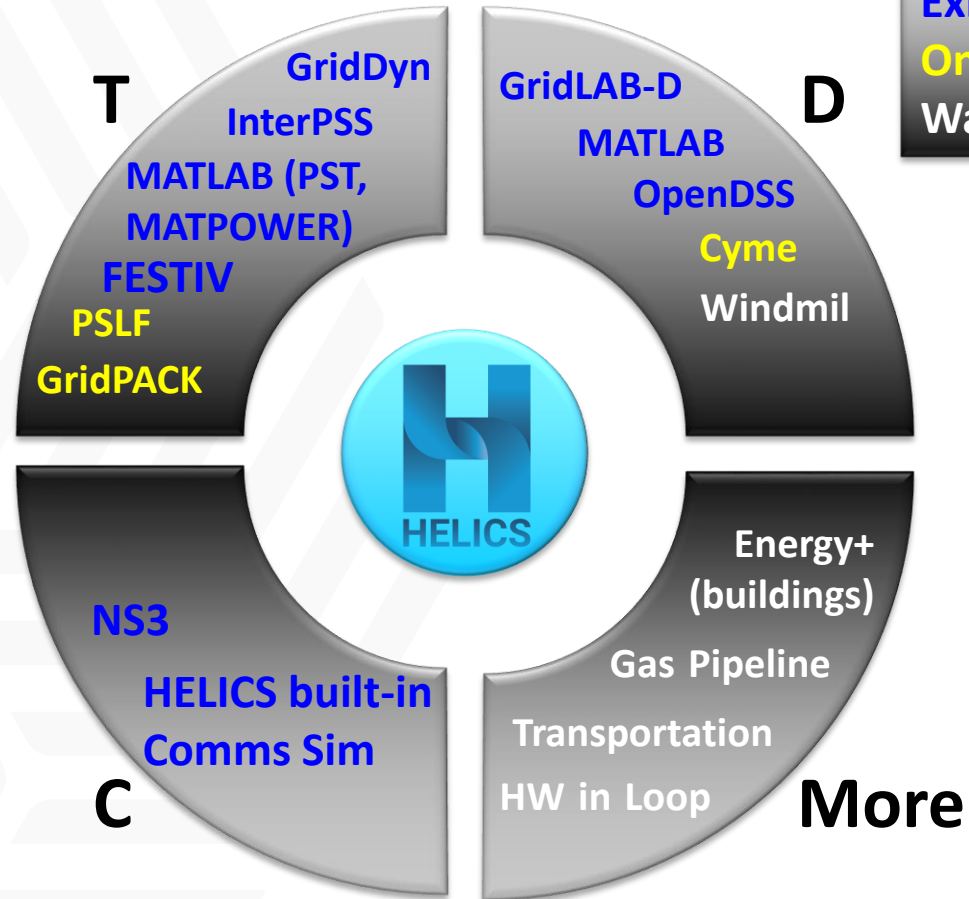 T
GridDyn
InterPSS
MATLAB (PST,
MATPOWER)
FESTIV
PSLF
GridPACK
GridLAB-D
D
MATLAB
OpenDSS
Cyme
Windmil
HELICS
NS3
HELICS built-in
Comms Sim
C
Energy+
(buildings)
Gas Pipeline
Transportation
HW in Loop
More